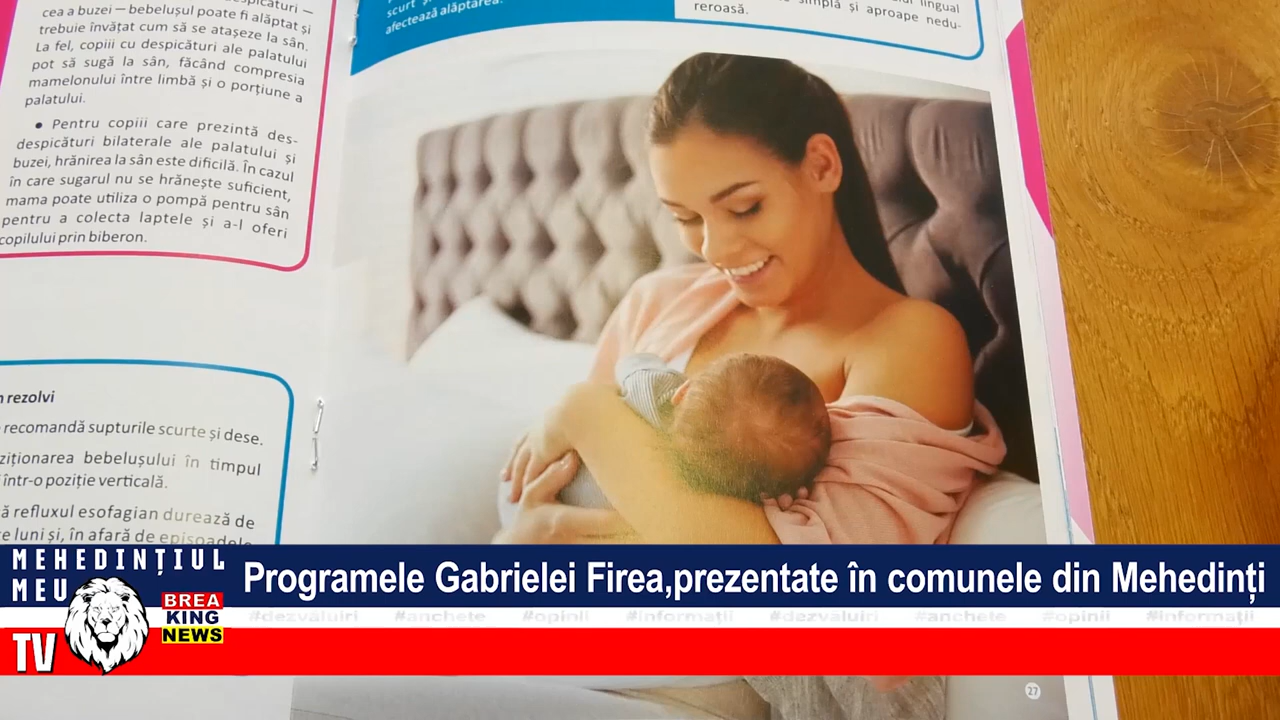 cea a buzei — bebelușul poate fi alăptat și
trebuie învățat cum să se atașeze la sân.
La fel, copiii cu despicături ale palatului
pot să sugă la sân, făcând compresia
mamelonului între limbă și o porțiune a
palatului.
• Pentru copiii care prezintă des-
despicături bilaterale ale palatului și
buzei, hrănirea la sân este dificilă. În cazul
în care sugarul nu se hrănește suficient,
mama poate utiliza o pompă pentru sân
pentru a colecta laptele și a-l oferi
copilului prin biberon.
rezolvi
recomandă supturile scurte și dese.
ziționarea bebelușului în timpul
într-o poziție verticală.
ă refluxul esofagian durează de
luni și, în afară de episoadele
scurt
afectează alăptarea.
lingual
simplă și aproape nedu-
reroasă.
MEHEDINȚIUL
MEU
TV
BREA
KING
NEWS
Programele Gabrielei Firea,prezentate în comunele din Mehedinți
#dezvaluiri #anchete #opinii #informații #dezvaluiri #anchete #opinii #informații
27